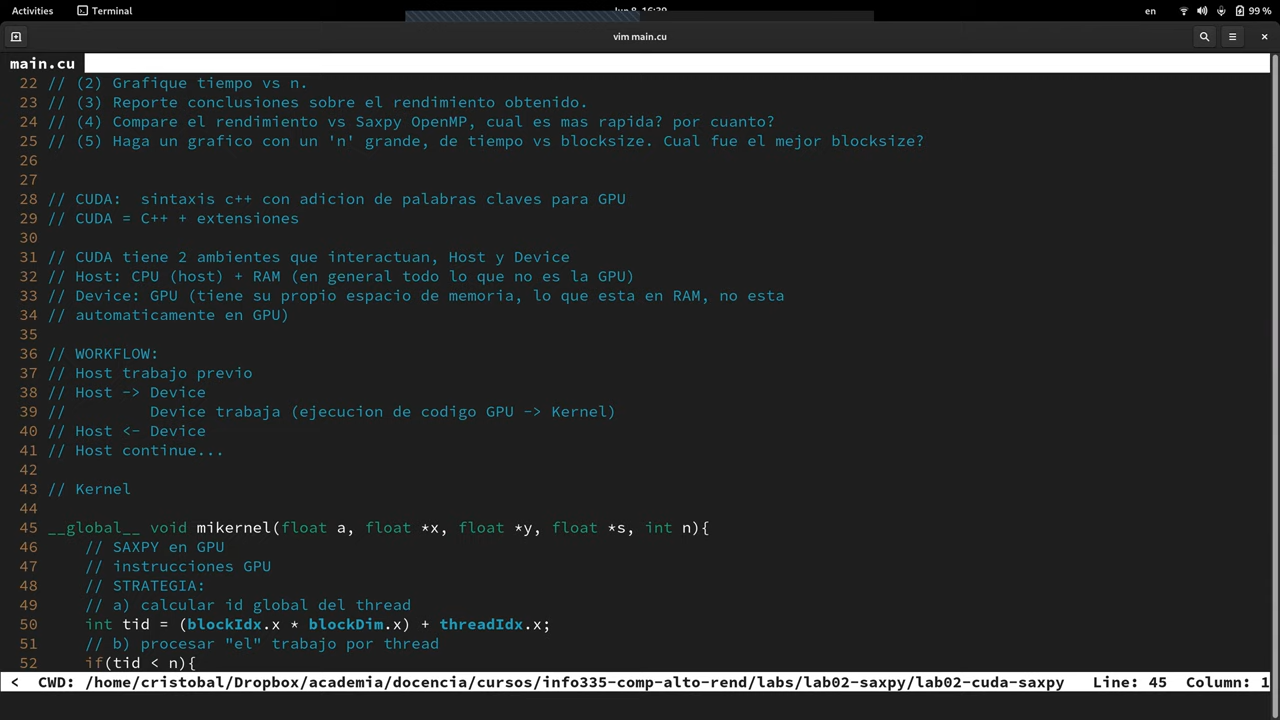 Activities Terminal en 99 %
vim main.cu
main.cu
22 // (2) Grafique tiempo vs n.
23 // (3) Reporte conclusiones sobre el rendimiento obtenido.
24 // (4) Compare el rendimiento vs Saxpy OpenMP, cual es mas rapida? por cuanto?
25 // (5) Haga un grafico con un 'n' grande, de tiempo vs blocksize. Cual fue el mejor blocksize?
26
27
28 // CUDA:  sintaxis c++ con adicion de palabras claves para GPU
29 // CUDA = C++ + extensiones
30
31 // CUDA tiene 2 ambientes que interactuan, Host y Device
32 // Host: CPU (host) + RAM (en general todo lo que no es la GPU)
33 // Device: GPU (tiene su propio espacio de memoria, lo que esta en RAM, no esta
34 // automaticamente en GPU)
35
36 // WORKFLOW:
37 // Host trabajo previo
38 // Host -> Device
39 //         Device trabaja (ejecucion de codigo GPU -> Kernel)
40 // Host <- Device
41 // Host continue...
42
43 // Kernel
44
45 __global__ void mikernel(float a, float *x, float *y, float *s, int n){
46     // SAXPY en GPU
47     // instrucciones GPU
48     // STRATEGIA:
49     // a) calcular id global del thread
50     int tid = (blockIdx.x * blockDim.x) + threadIdx.x;
51     // b) procesar "el" trabajo por thread
52     if(tid < n){
< CWD: /home/cristobal/Dropbox/academia/docencia/cursos/info335-comp-alto-rend/labs/lab02-saxpy/lab02-cuda-saxpy Line: 45 Column: 1